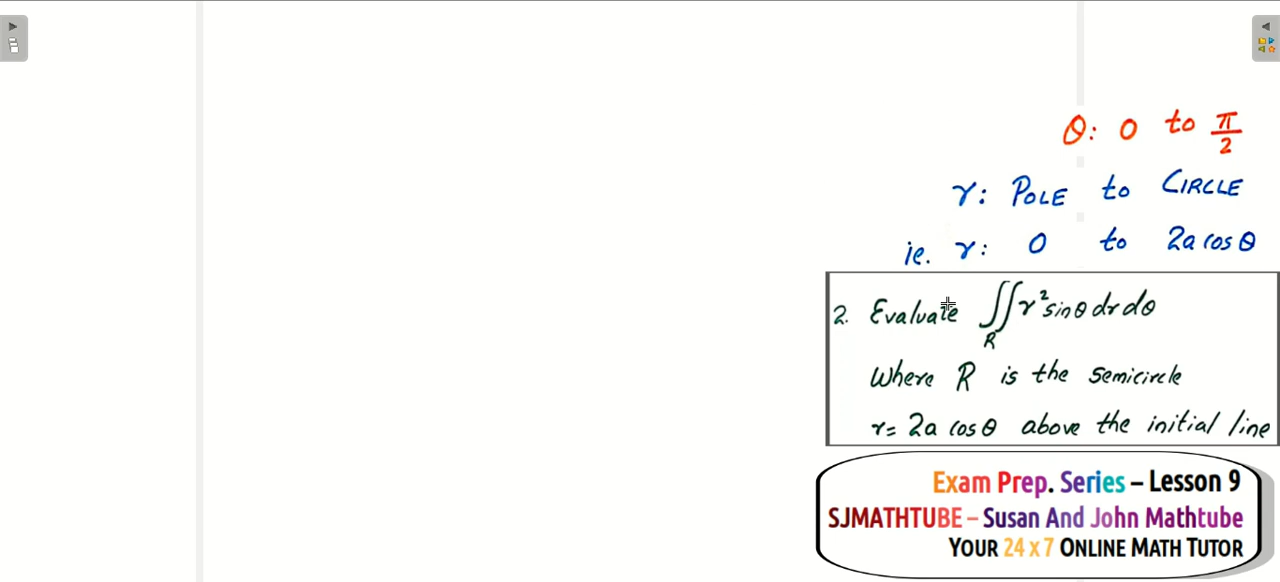 θ: 0 to π/2
r: POLE to CIRCLE
ie. r: 0 to 2a cos θ
2. Evaluate ∬_R r² sin θ dr dθ
Where R is the semicircle
r = 2a cos θ above the initial line
Exam Prep. Series – Lesson 9
SJMATHTUBE – Susan And John Mathtube
YOUR 24 x 7 ONLINE MATH TUTOR